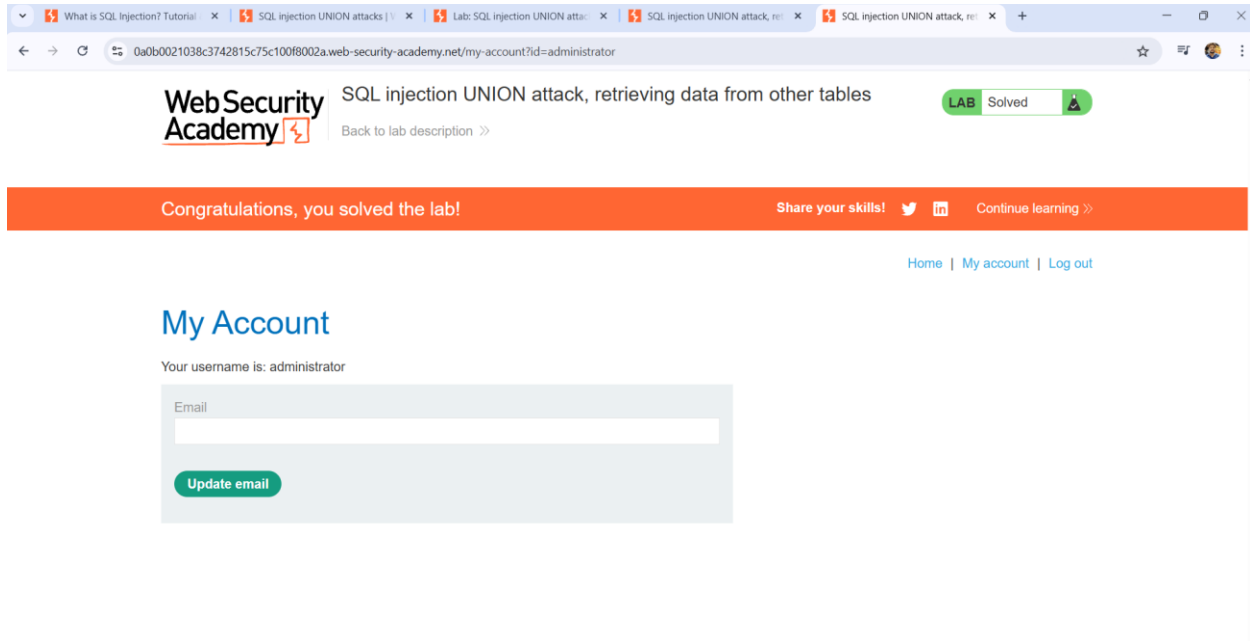 What is SQL Injection? Tutorial
SQL injection UNION attacks | V
Lab: SQL injection UNION attac
SQL injection UNION attack, ret
SQL injection UNION attack, ret
0a0b0021038c3742815c75c100f8002a.web-security-academy.net/my-account?id=administrator
Web Security
Academy
SQL injection UNION attack, retrieving data from other tables
Back to lab description
LAB Solved
Congratulations, you solved the lab!
Share your skills!
Continue learning
Home | My account | Log out
My Account
Your username is: administrator
Email
Update email